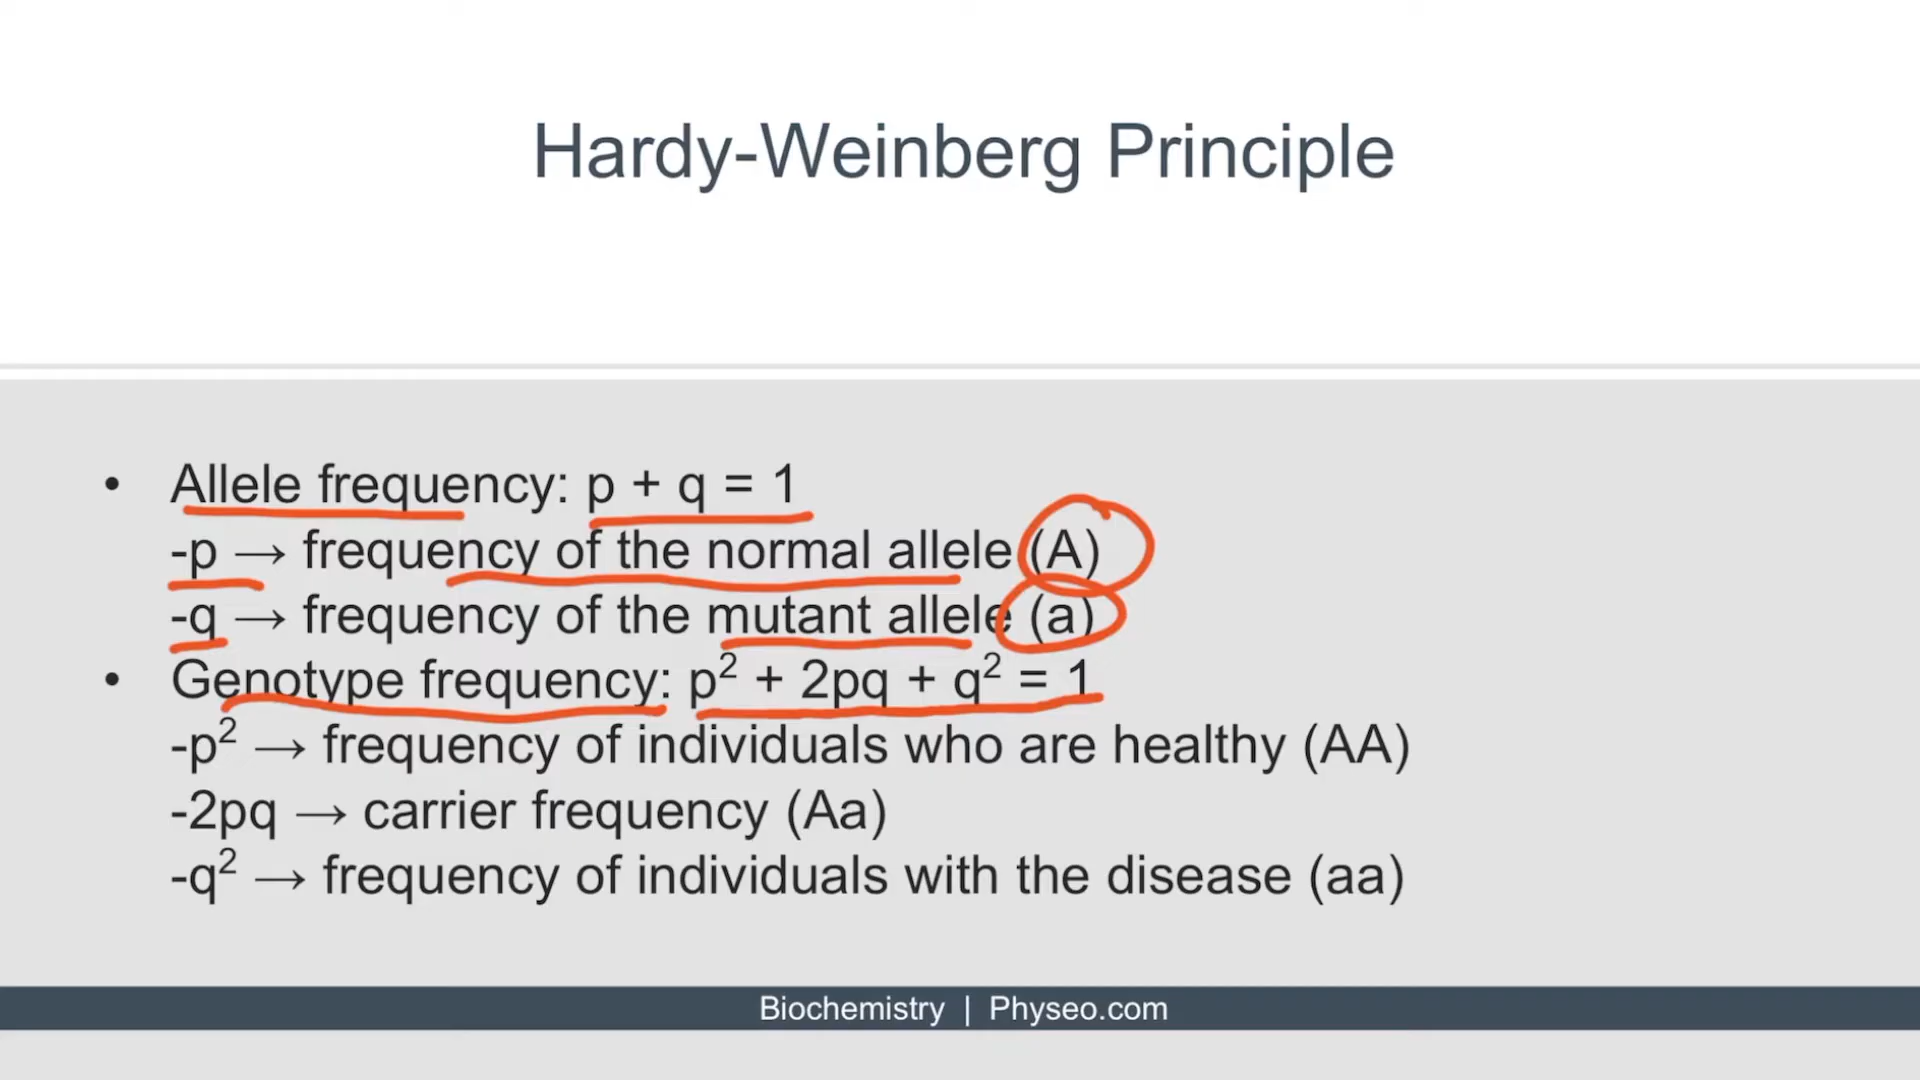 Hardy-Weinberg Principle
• Allele frequency: p + q = 1
-p → frequency of the normal allele (A)
-q → frequency of the mutant allele (a)
• Genotype frequency: p² + 2pq + q² = 1
-p² → frequency of individuals who are healthy (AA)
-2pq → carrier frequency (Aa)
-q² → frequency of individuals with the disease (aa)
Biochemistry | Physeo.com